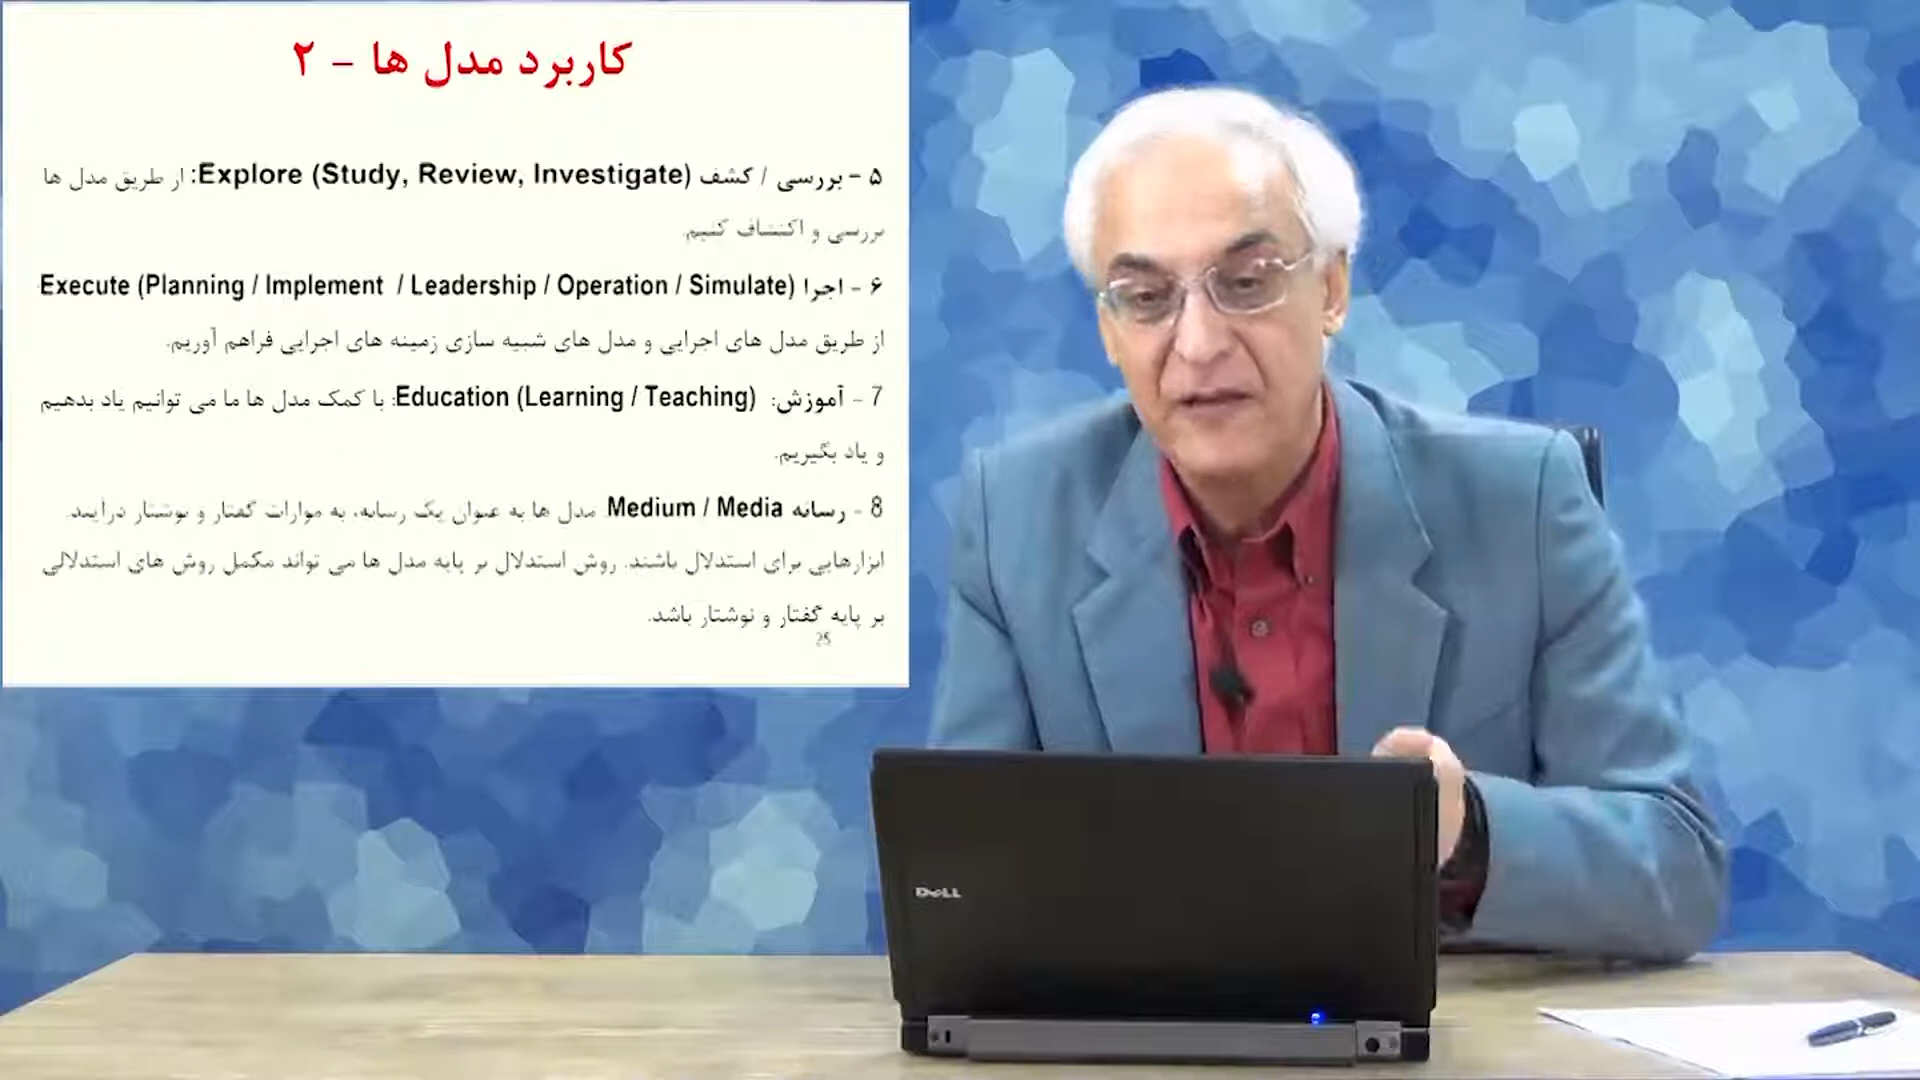 کاربرد مدل ها - ۲
۵ - بررسی / کشف Explore (Study, Review, Investigate): از طریق مدل ها
بررسی و اکتشاف کنیم.
۶ - اجرا Execute (Planning / Implement / Leadership / Operation / Simulate)
از طریق مدل های اجرایی و مدل های شبیه سازی زمینه های اجرایی فراهم آوریم.
7 - آموزش: Education (Learning / Teaching): با کمک مدل ها ما می توانیم یاد بدهیم
و یاد بگیریم.
8 - رسانه Medium / Media مدل ها به عنوان یک رسانه، به موازات گفتار و نوشتار درآیند.
ابزارهایی برای استدلال باشند. روش استدلال بر پایه مدل ها می تواند مکمل روش های استدلالی
بر پایه گفتار و نوشتار باشد.
25
DELL